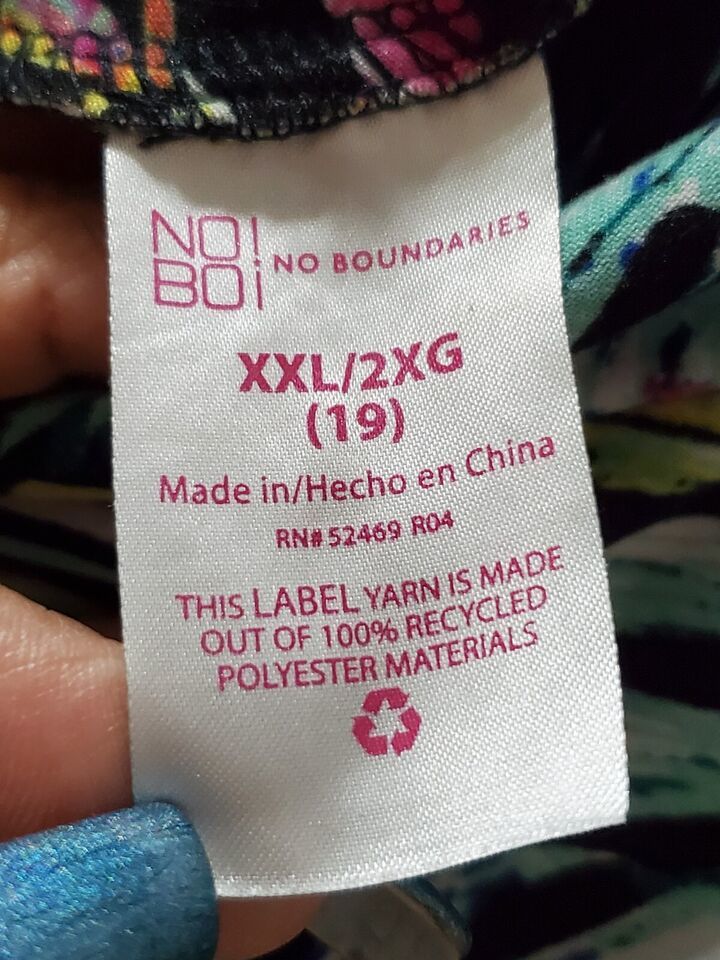 NO!
BO¡
NO BOUNDARIES
XXL/2XG
(19)
Made in/Hecho en China
RN# 52469 R04
THIS LABEL YARN IS MADE
OUT OF 100% RECYCLED
POLYESTER MATERIALS